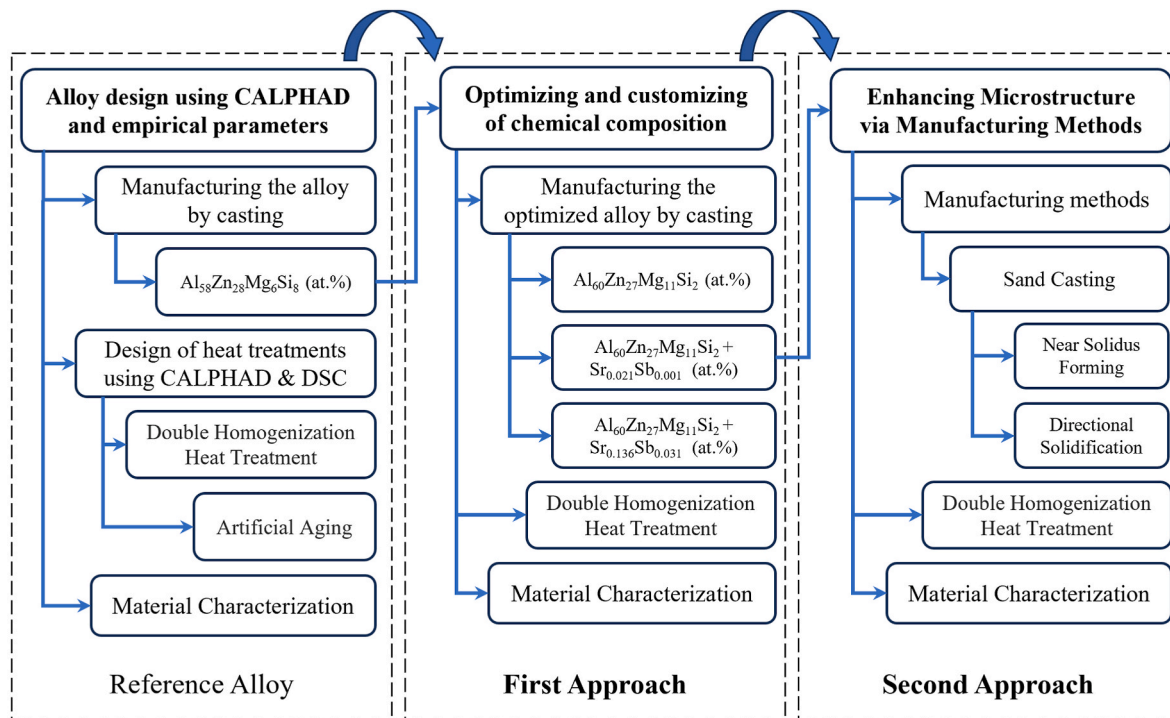 Alloy design using CALPHAD
and empirical parameters
Manufacturing the alloy
by casting
Al₅₈Zn₂₈Mg₆Si₈ (at.%)
Design of heat treatments
using CALPHAD & DSC
Double Homogenization
Heat Treatment
Artificial Aging
Material Characterization
Reference Alloy
Optimizing and customizing
of chemical composition
Manufacturing the
optimized alloy by casting
Al₆₀Zn₂₇Mg₁₁Si₂ (at.%)
Al₆₀Zn₂₇Mg₁₁Si₂ +
Sr₀.₀₂₁Sb₀.₀₀₁ (at.%)
Al₆₀Zn₂₇Mg₁₁Si₂ +
Sr₀.₁₃₆Sb₀.₀₃₁ (at.%)
Double Homogenization
Heat Treatment
Material Characterization
First Approach
Enhancing Microstructure
via Manufacturing Methods
Manufacturing methods
Sand Casting
Near Solidus
Forming
Directional
Solidification
Double Homogenization
Heat Treatment
Material Characterization
Second Approach